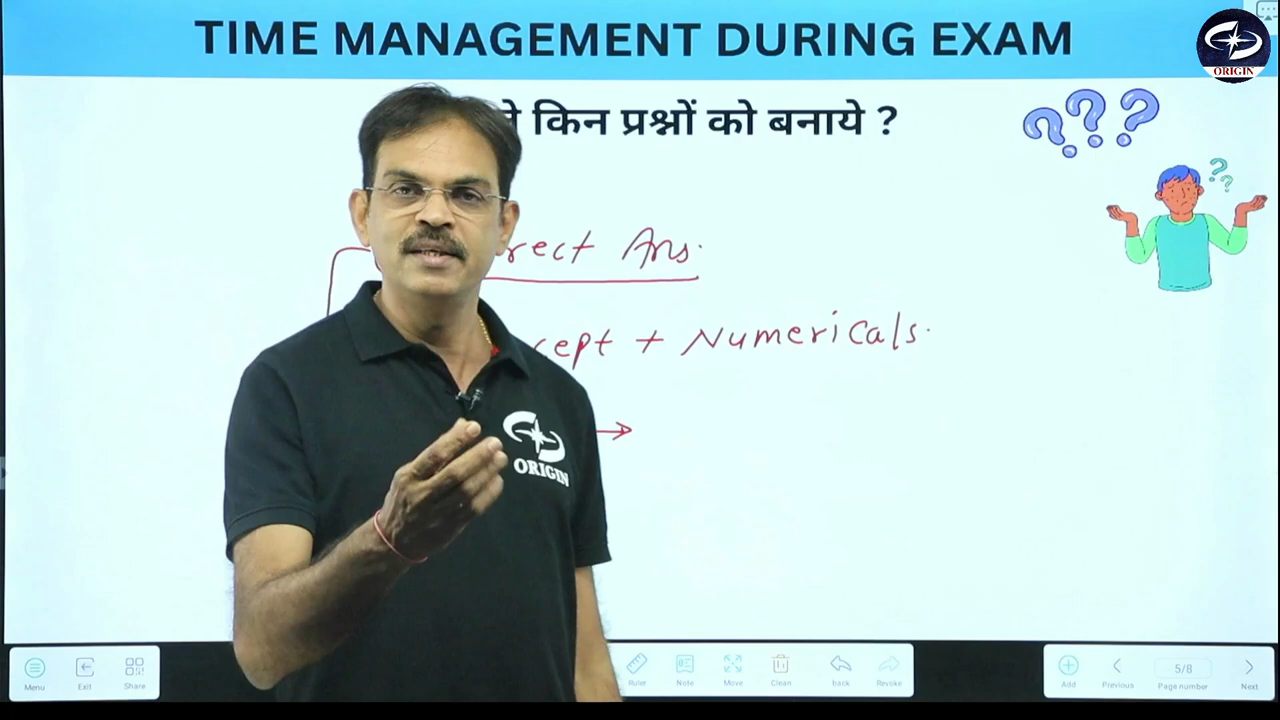 TIME MANAGEMENT DURING EXAM
ORIGIN
किन प्रश्नों को बनाये ?
rect Ans.
cept + Numericals.
ORIGIN
Menu Exit Share Ruler Note Move Clean back Revoke Add Previous 5/8 Page number Next